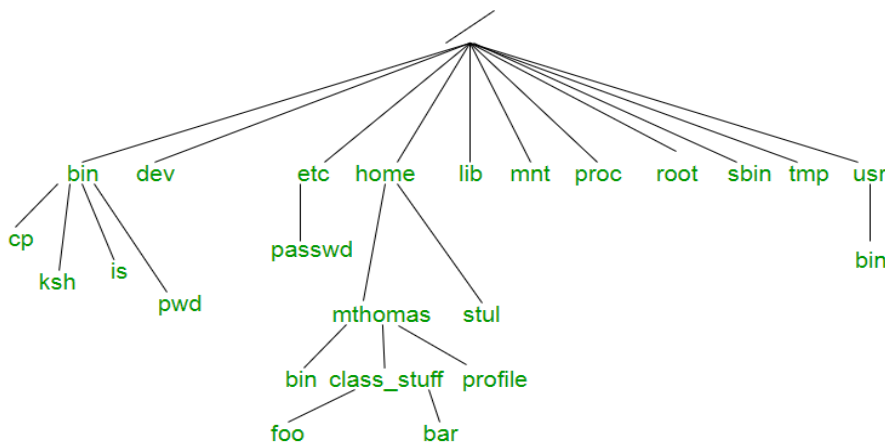 /
bin dev etc home lib mnt proc root sbin tmp usr
cp ksh is pwd passwd bin
mthomas stul
bin class_stuff profile
foo bar